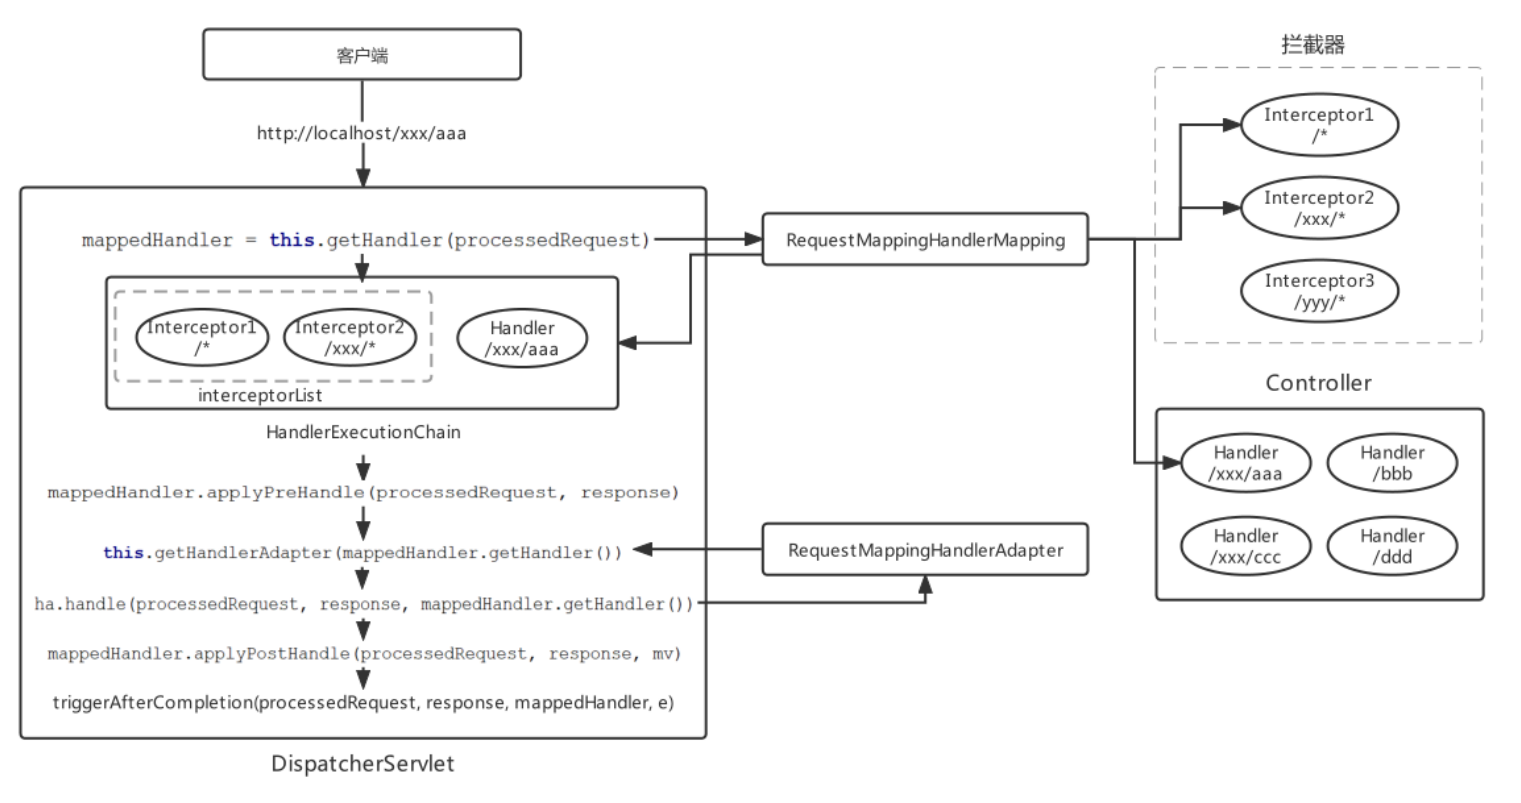 客户端
http://localhost/xxx/aaa
mappedHandler = this.getHandler(processedRequest)
Interceptor1
/*
Interceptor2
/xxx/*
Handler
/xxx/aaa
interceptorList
HandlerExecutionChain
mappedHandler.applyPreHandle(processedRequest, response)
this.getHandlerAdapter(mappedHandler.getHandler())
ha.handle(processedRequest, response, mappedHandler.getHandler())
mappedHandler.applyPostHandle(processedRequest, response, mv)
triggerAfterCompletion(processedRequest, response, mappedHandler, e)
DispatcherServlet
RequestMappingHandlerMapping
RequestMappingHandlerAdapter
拦截器
Interceptor1
/*
Interceptor2
/xxx/*
Interceptor3
/yyy/*
Controller
Handler
/xxx/aaa
Handler
/bbb
Handler
/xxx/ccc
Handler
/ddd